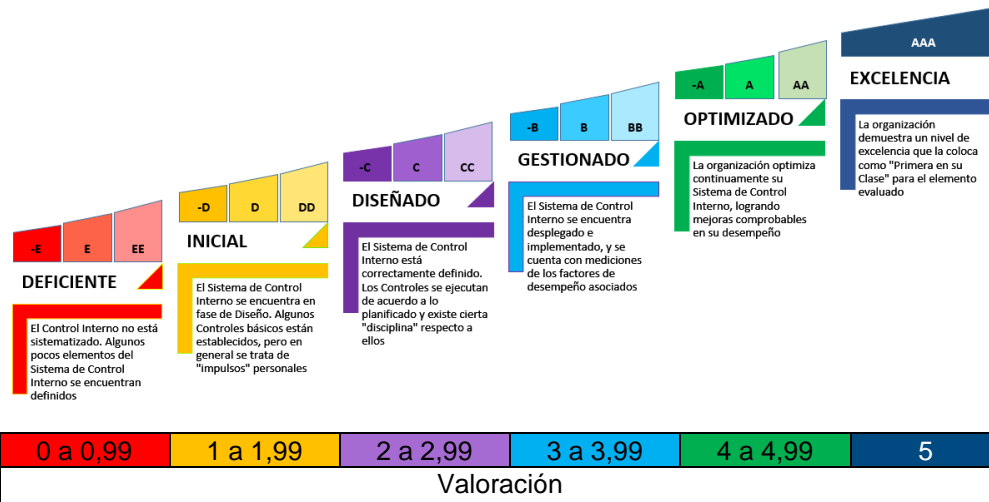 -E E EE
DEFICIENTE
El Control Interno no está
sistematizado. Algunos
pocos elementos del
Sistema de Control
Interno se encuentran
definidos
-D D DD
INICIAL
El Sistema de Control
Interno se encuentra en
fase de Diseño. Algunos
Controles básicos están
establecidos, pero en
general se trata de
"impulsos" personales
-C C CC
DISEÑADO
El Sistema de Control
Interno está
correctamente definido.
Los Controles se ejecutan
de acuerdo a lo
planificado y existe cierta
"disciplina" respecto a
ellos
-B B BB
GESTIONADO
El Sistema de Control
Interno se encuentra
desplegado e
implementado, y se
cuenta con mediciones
de los factores de
desempeño asociados
-A A AA
OPTIMIZADO
La organización optimiza
continuamente su
Sistema de Control
Interno, logrando
mejoras comprobables
en su desempeño
AAA
EXCELENCIA
La organización
demuestra un nivel de
excelencia que la coloca
como "Primera en su
Clase" para el elemento
evaluado
0 a 0,99 1 a 1,99 2 a 2,99 3 a 3,99 4 a 4,99 5
Valoración